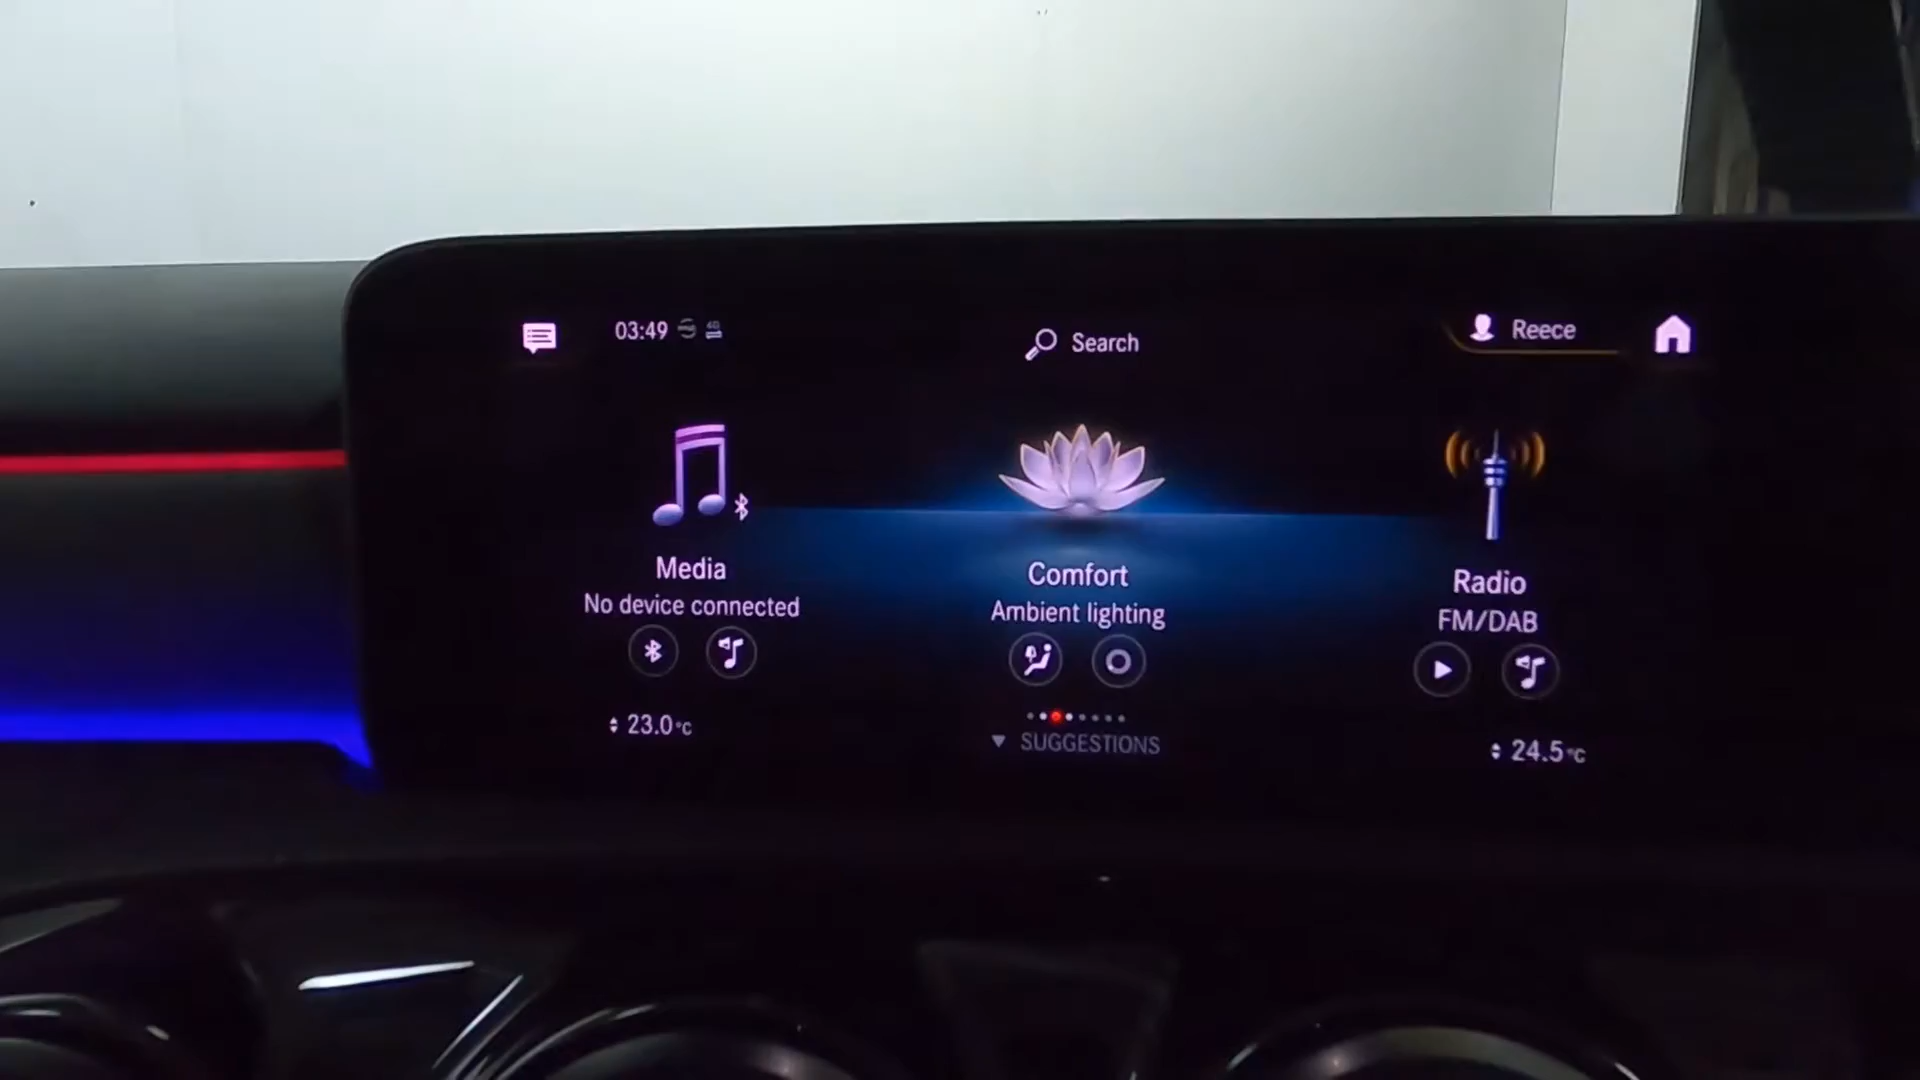 03:49
4G
Search
Reece
Media
No device connected
Comfort
Ambient lighting
Radio
FM/DAB
23.0°C
SUGGESTIONS
24.5°C